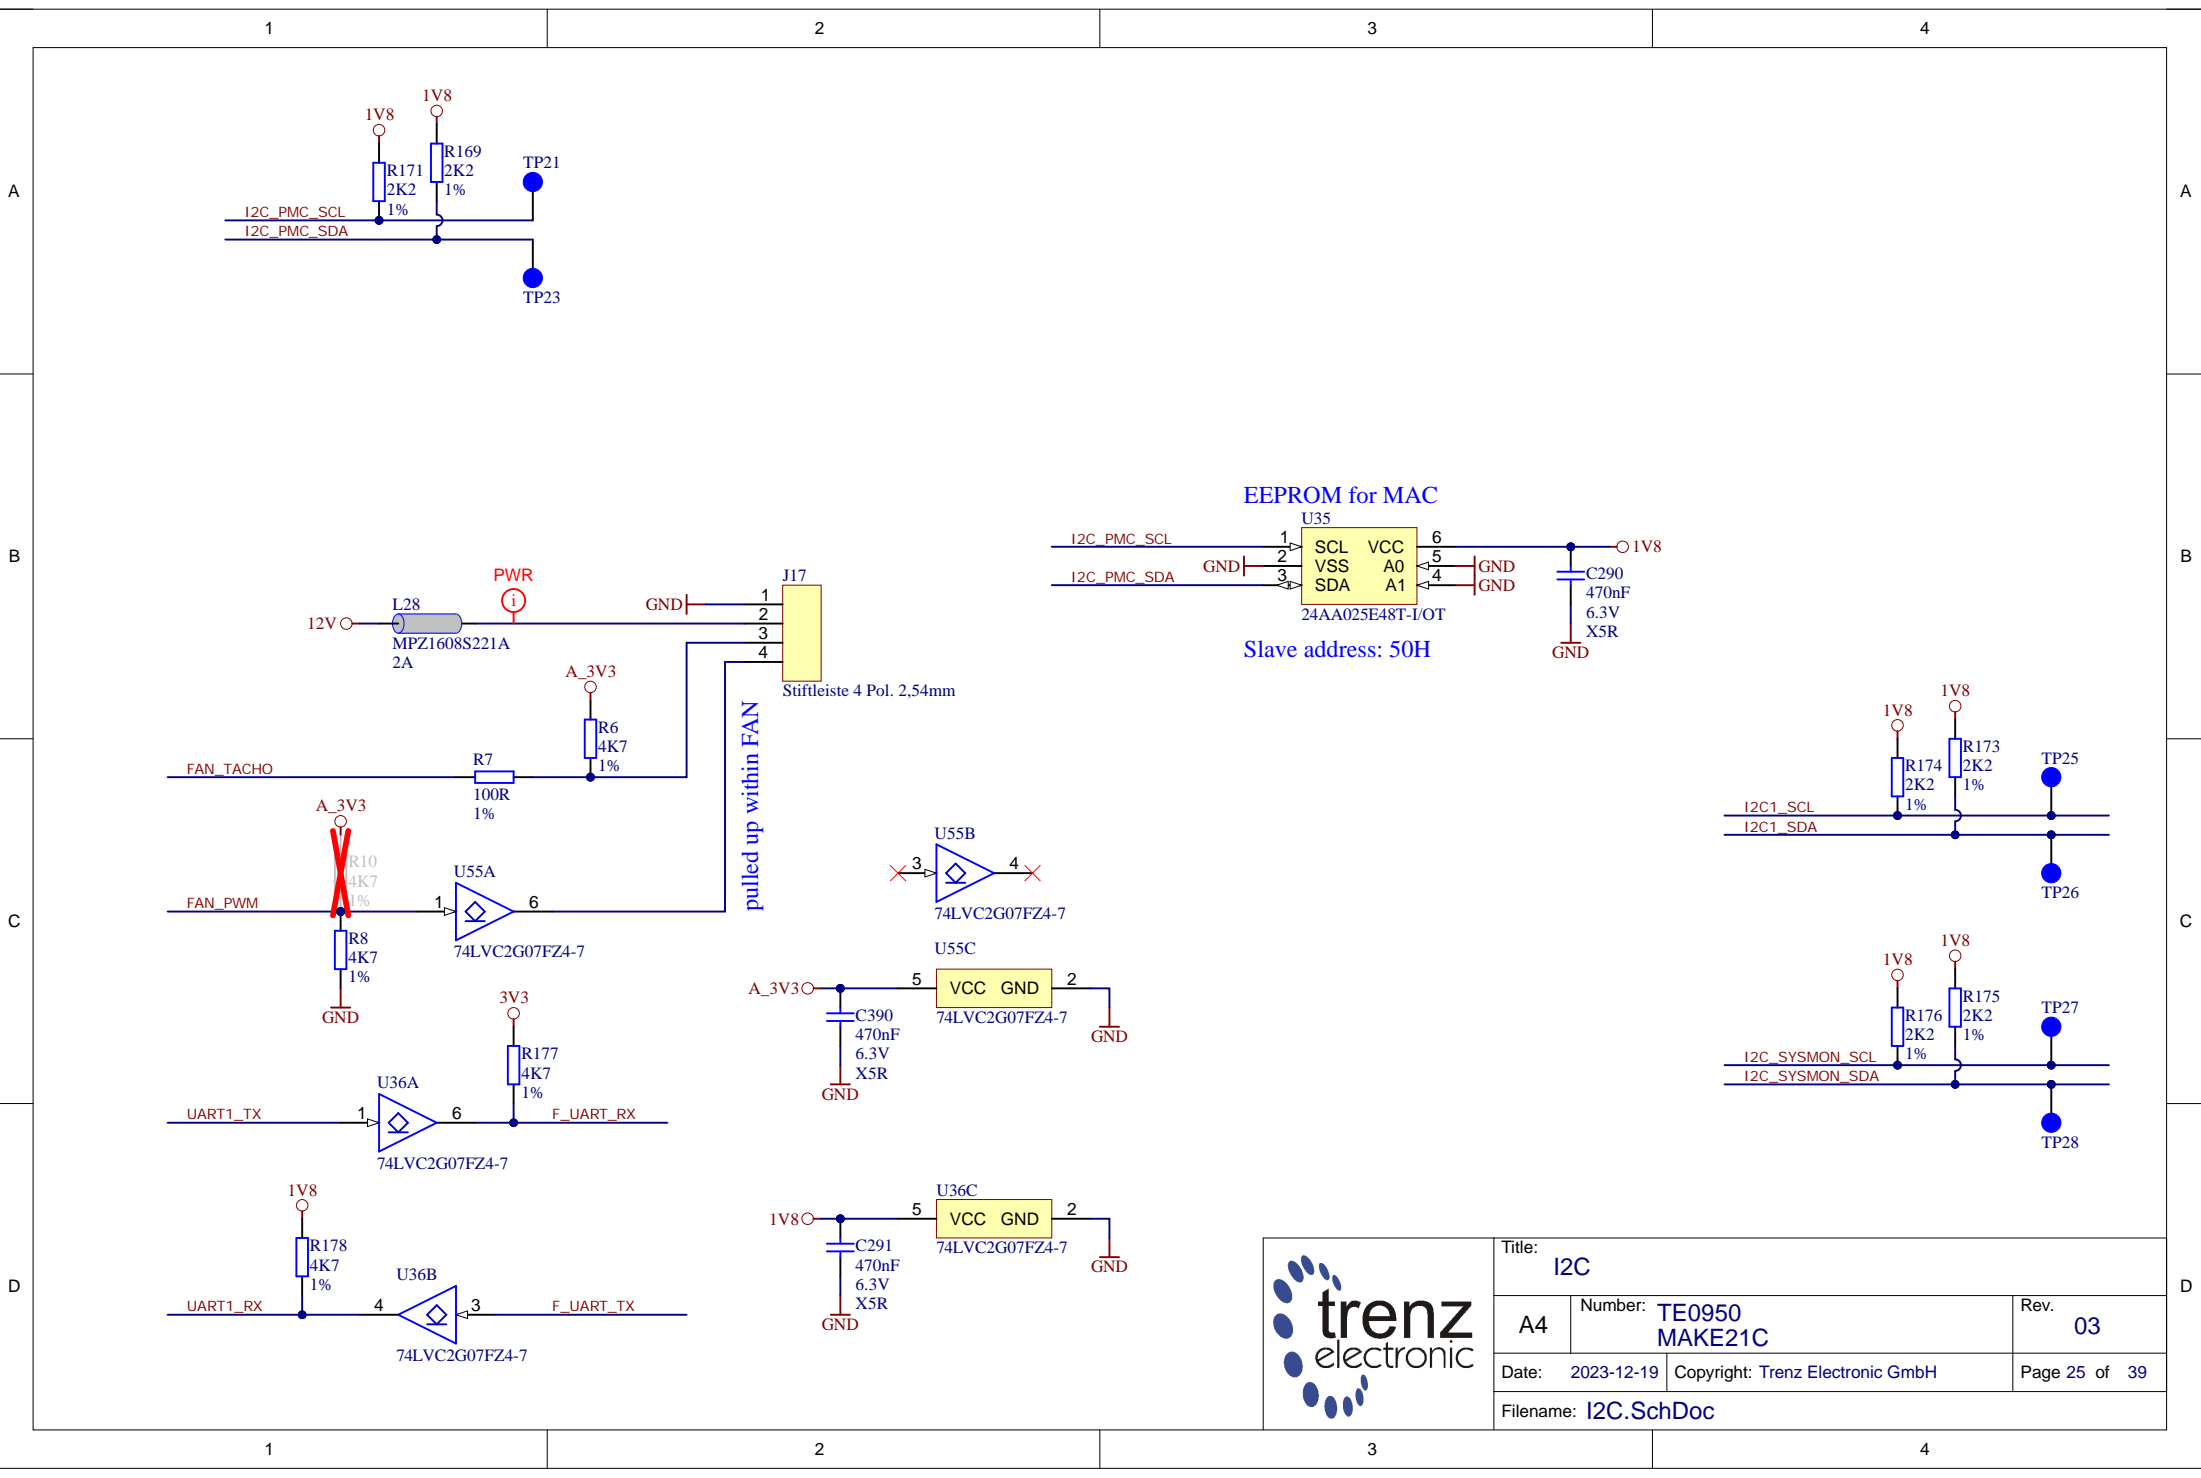 1
2
3
4
A
A
1V8
1V8
R171
2K2
1%
R169
2K2
1%
TP21
I2C_PMC_SCL
I2C_PMC_SDA
TP23
B
B
EEPROM for MAC
U35
I2C_PMC_SCL
1
SCL
VCC
6
1V8
GND
2
VSS
A0
5
GND
I2C_PMC_SDA
3
SDA
A1
4
GND
24AA025E48T-I/OT
Slave address: 50H
C290
470nF
6.3V
X5R
GND
PWR
i
12V
L28
MPZ1608S221A
2A
GND
J17
1
2
3
4
Stiftleiste 4 Pol. 2,54mm
pulled up within FAN
A_3V3
R6
4K7
1%
FAN_TACHO
R7
100R
1%
C
C
A_3V3
R10
4K7
1%
FAN_PWM
R8
4K7
1%
GND
U55A
1
6
74LVC2G07FZ4-7
U55B
3
4
74LVC2G07FZ4-7
U55C
A_3V3
5
VCC GND
2
74LVC2G07FZ4-7
C390
470nF
6.3V
X5R
GND
GND
1V8
1V8
R174
2K2
1%
R173
2K2
1%
TP25
I2C1_SCL
I2C1_SDA
TP26
1V8
1V8
R176
2K2
1%
R175
2K2
1%
TP27
I2C_SYSMON_SCL
I2C_SYSMON_SDA
TP28
3V3
R177
4K7
1%
U36A
UART1_TX
1
6
F_UART_RX
74LVC2G07FZ4-7
D
D
1V8
R178
4K7
1%
U36B
UART1_RX
4
3
F_UART_TX
74LVC2G07FZ4-7
U36C
1V8
5
VCC GND
2
74LVC2G07FZ4-7
C291
470nF
6.3V
X5R
GND
GND
trenz
electronic
Title:
I2C
A4
Number: TE0950
MAKE21C
Rev.
03
Date: 2023-12-19
Copyright: Trenz Electronic GmbH
Page 25 of 39
Filename: I2C.SchDoc
1
2
3
4